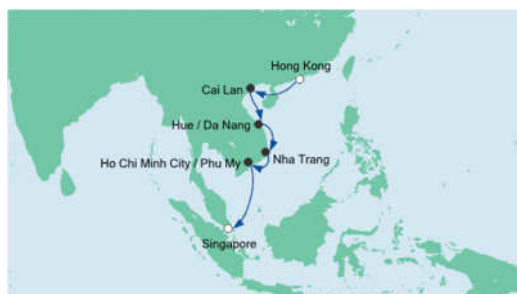 Hong Kong
Cai Lan
Hue / Da Nang
Nha Trang
Ho Chi Minh City / Phu My
Singapore